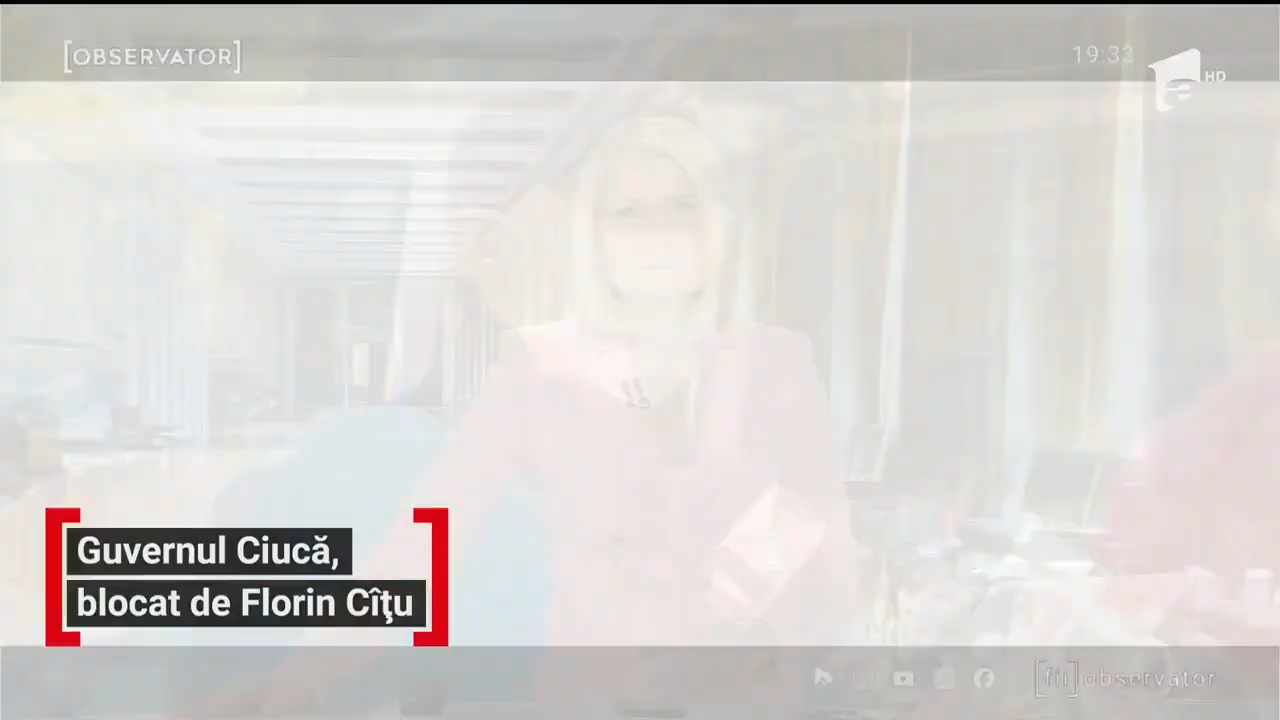 [OBSERVATOR]
19:33
HD
Guvernul Ciucă,
blocat de Florin Cîţu
[fii]observator